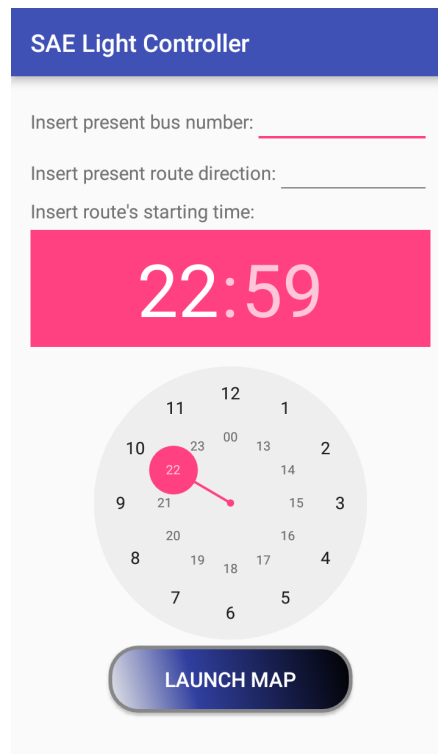 SAE Light Controller
Insert present bus number:
Insert present route direction:
Insert route's starting time:
22:59
12
11 1
00
23 13
10 2
22 14
9 21 15 3
20 16
8 4
19 17
18
7 5
6
LAUNCH MAP